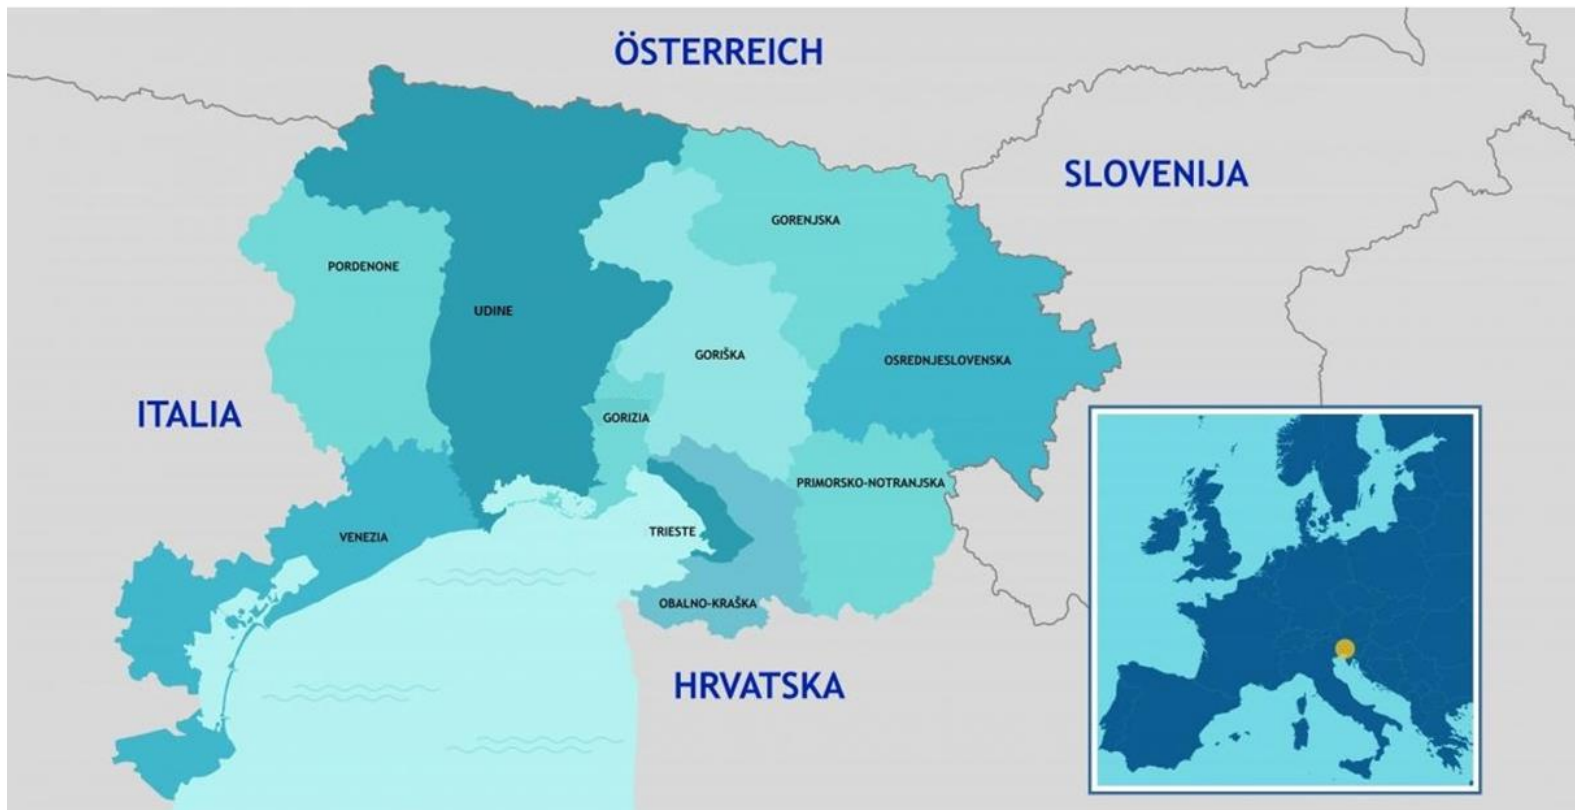 ÖSTERREICH
SLOVENIJA
GORENJSKA
PORDENONE
UDINE
GORIŠKA
OSREDNJESLOVENSKA
ITALIA
GORIZIA
PRIMORSKO-NOTRANJSKA
VENEZIA
TRIESTE
OBALNO-KRAŠKA
HRVATSKA